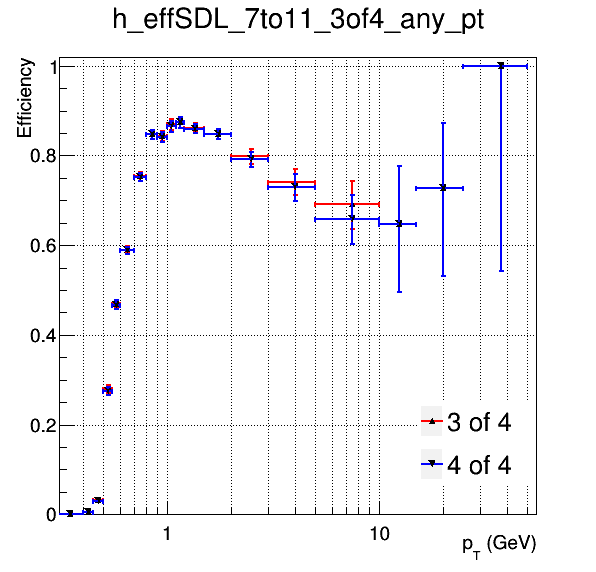 h_effSDL_7to11_3of4_any_pt
Efficiency
1
0.8
0.6
0.4
0.2
0
3 of 4
4 of 4
1
10
p_T (GeV)